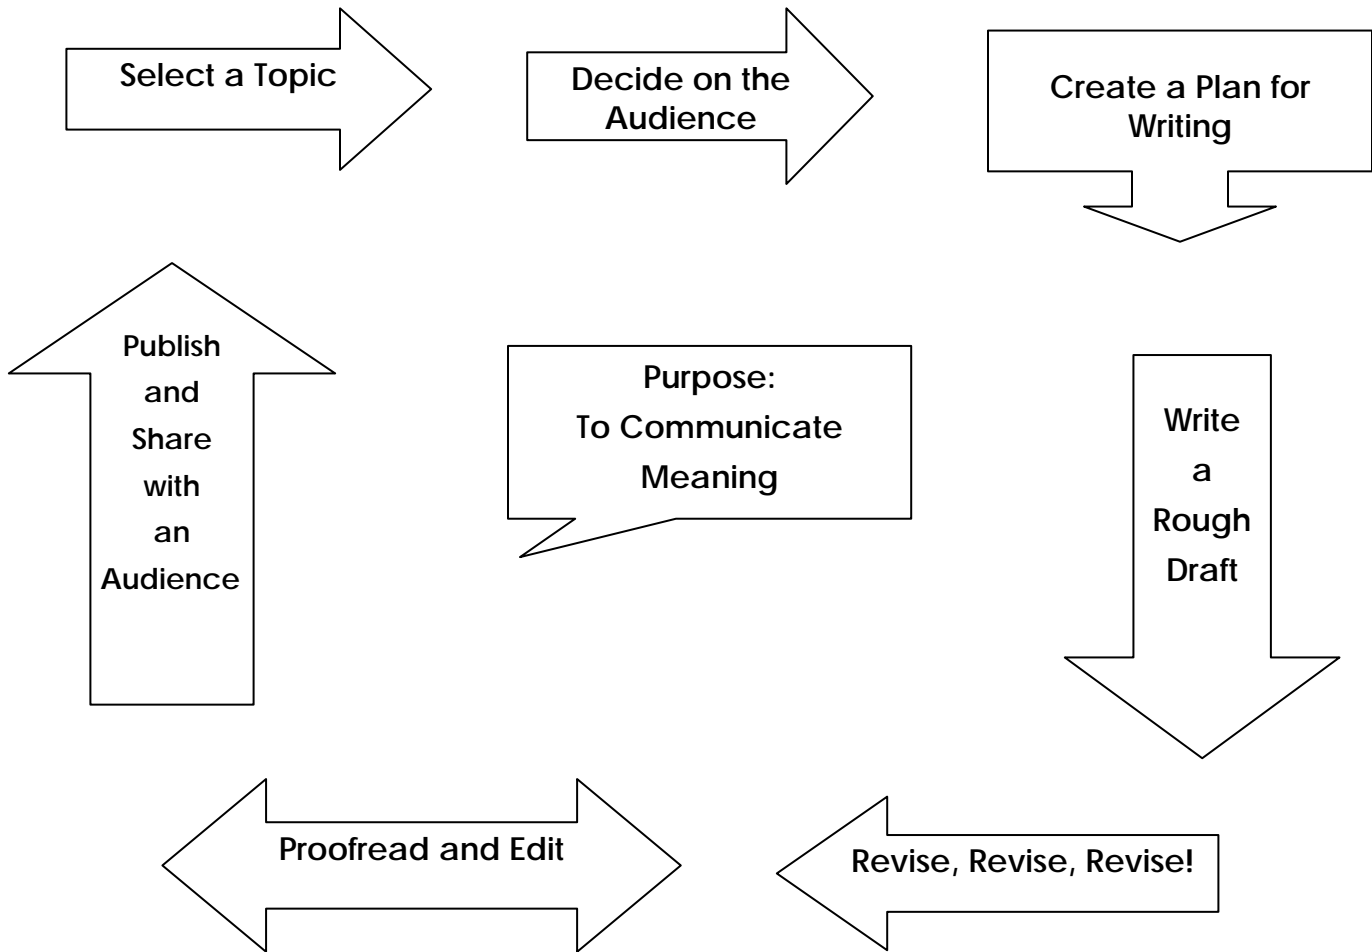 Select a Topic
Decide on the
Audience
Create a Plan for
Writing
Publish
and
Share
with
an
Audience
Purpose:
To Communicate
Meaning
Write
a
Rough
Draft
Proofread and Edit
Revise, Revise, Revise!